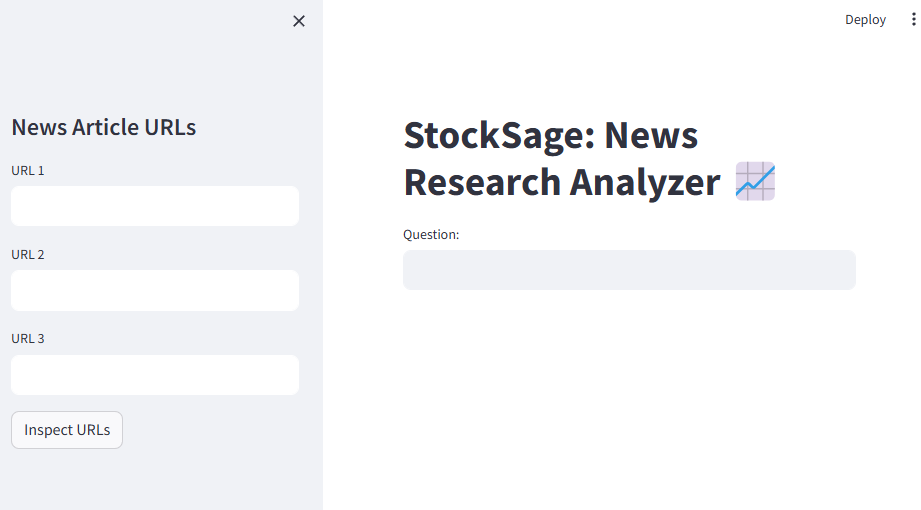 Deploy
News Article URLs
URL 1
URL 2
URL 3
Inspect URLs
StockSage: News
Research Analyzer
Question: